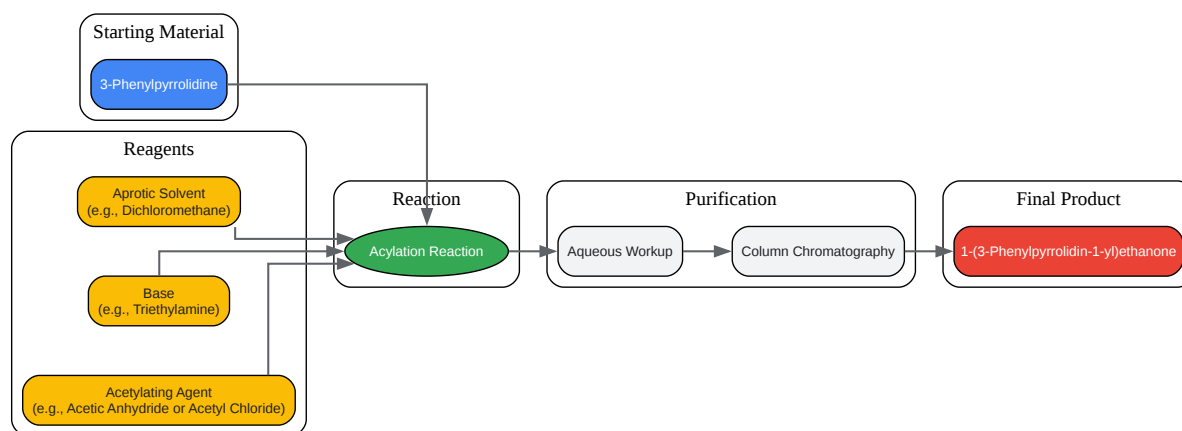 Starting Material
3-Phenylpyrrolidine
Reagents
Aprotic Solvent
(e.g., Dichloromethane)
Base
(e.g., Triethylamine)
Acetylating Agent
(e.g., Acetic Anhydride or Acetyl Chloride)
Reaction
Acylation Reaction
Purification
Aqueous Workup
Column Chromatography
Final Product
1-(3-Phenylpyrrolidin-1-yl)ethanone